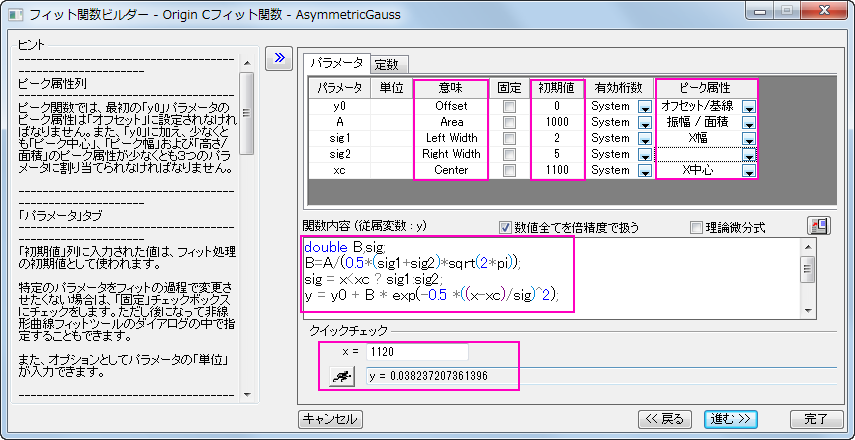 フィット関数ビルダー - Origin Cフィット関数 - AsymmetricGauss
ヒント
ピーク属性列
ピーク関数では、最初の「y0」パラメータの
ピーク属性は「オフセット」に設定されなけれ
ばなりません。また、「y0」に加え、少なくと
も「ピーク中心」、「ピーク幅」および「高さ/
面積」のピーク属性が少なくとも3つのパラ
メータに割り当てられなければなりません。
「パラメータ」タブ
「初期値」列に入力された値は、フィット処理
の初期値として使われます。
特定のパラメータをフィットの過程で変更さ
せたくない場合は、「固定」チェックボックス
にチェックをします。ただし後になって非線
形曲線フィットツールのダイアログの中で指
定することもできます。
また、オプションとしてパラメータの「単位」
が入力できます。
パラメータ 定数
パラメータ 単位 意味 固定 初期値 有効桁数 ピーク属性
y0 Offset 0 System オフセット/基線
A Area 1000 System 振幅 / 面積
sig1 Left Width 2 System X幅
sig2 Right Width 5 System
xc Center 1100 System X中心
関数内容 (従属変数 : y) 数値全てを倍精度で扱う 理論微分式
double B,sig;
B=A/(0.5*(sig1+sig2)*sqrt(2*pi));
sig = x<xc ? sig1:sig2;
y = y0 + B * exp(-0.5 *((x-xc)/sig)^2);
クイックチェック
x = 1120
y = 0.038237207361396
キャンセル << 戻る 進む >> 完了